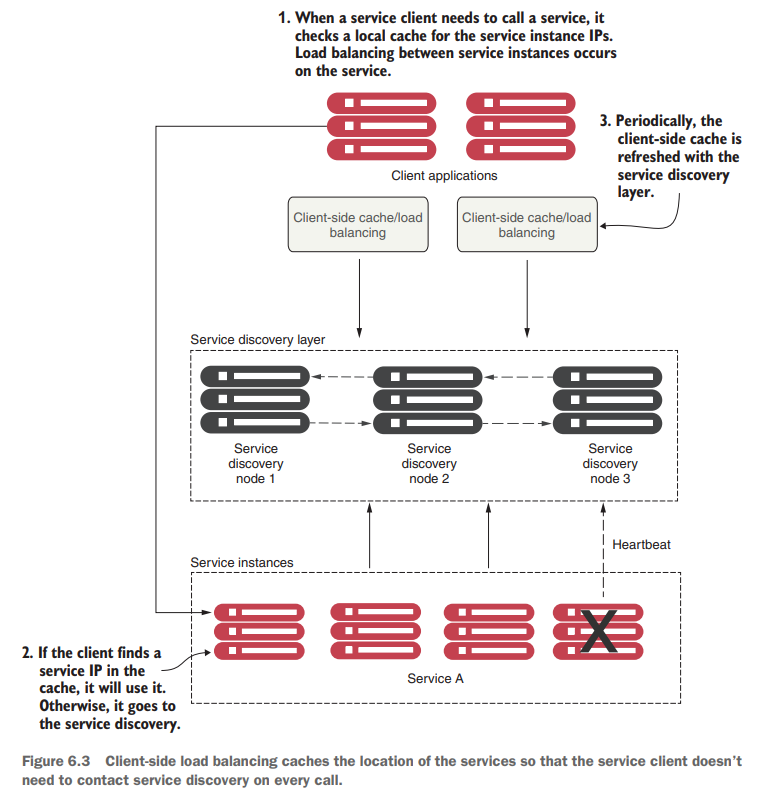 1. When a service client needs to call a service, it
checks a local cache for the service instance IPs.
Load balancing between service instances occurs
on the service.
Client applications
3. Periodically, the
client-side cache is
refreshed with the
service discovery
layer.
Client-side cache/load
balancing
Client-side cache/load
balancing
Service discovery layer
Service
discovery
node 1
Service
discovery
node 2
Service
discovery
node 3
Heartbeat
Service instances
2. If the client finds a
service IP in the
cache, it will use it.
Otherwise, it goes to
the service discovery.
Service A
Figure 6.3 Client-side load balancing caches the location of the services so that the service client doesn’t
need to contact service discovery on every call.